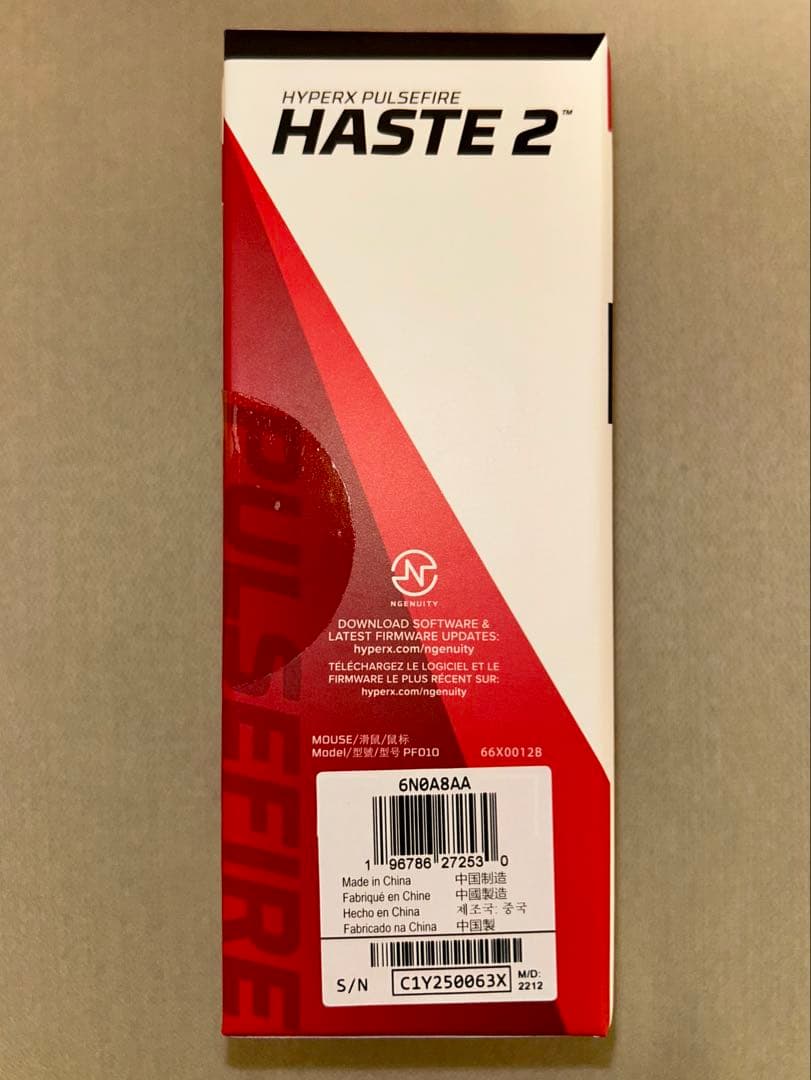 HYPERX PULSEFIRE
HASTE 2™
PULSEFIRE
NGENUITY
DOWNLOAD SOFTWARE &
LATEST FIRMWARE UPDATES:
hyperx.com/ngenuity
TÉLÉCHARGEZ LE LOGICIEL ET LE
FIRMWARE LE PLUS RÉCENT SUR:
hyperx.com/ngenuity
MOUSE/滑鼠/鼠标
Model/型號/型号 PF010
66X0012B
6N0A8AA
1 96786 27253 0
Made in China 中国制造
Fabriqué en Chine 中國製造
Hecho en China 제조국: 중국
Fabricado na China 中国製
S/N C1Y250063X M/D:
2212